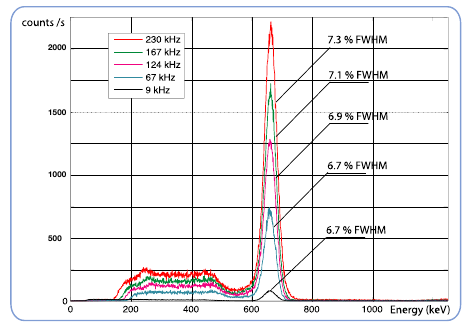 counts /s
2000
1500
1000
500
0
230 kHz
167 kHz
124 kHz
67 kHz
9 kHz
7.3 % FWHM
7.1 % FWHM
6.9 % FWHM
6.7 % FWHM
6.7 % FWHM
0 200 400 600 800 1000 Energy (keV)